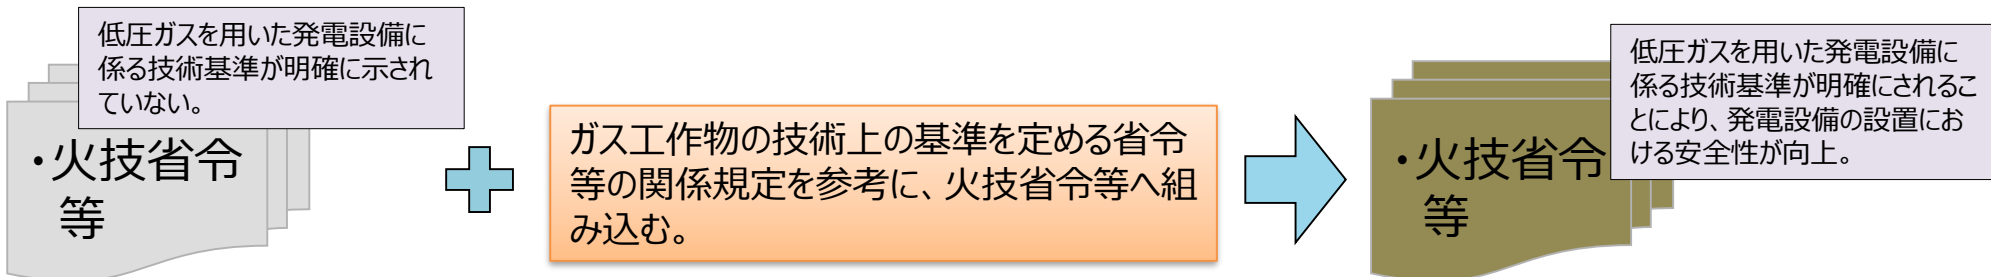 低圧ガスを用いた発電設備に
係る技術基準が明確に示され
ていない。
・火技省令
等
ガス工作物の技術上の基準を定める省令
等の関係規定を参考に、火技省令等へ組
み込む。
低圧ガスを用いた発電設備に
係る技術基準が明確にされるこ
とにより、発電設備の設置にお
ける安全性が向上。
・火技省令
等